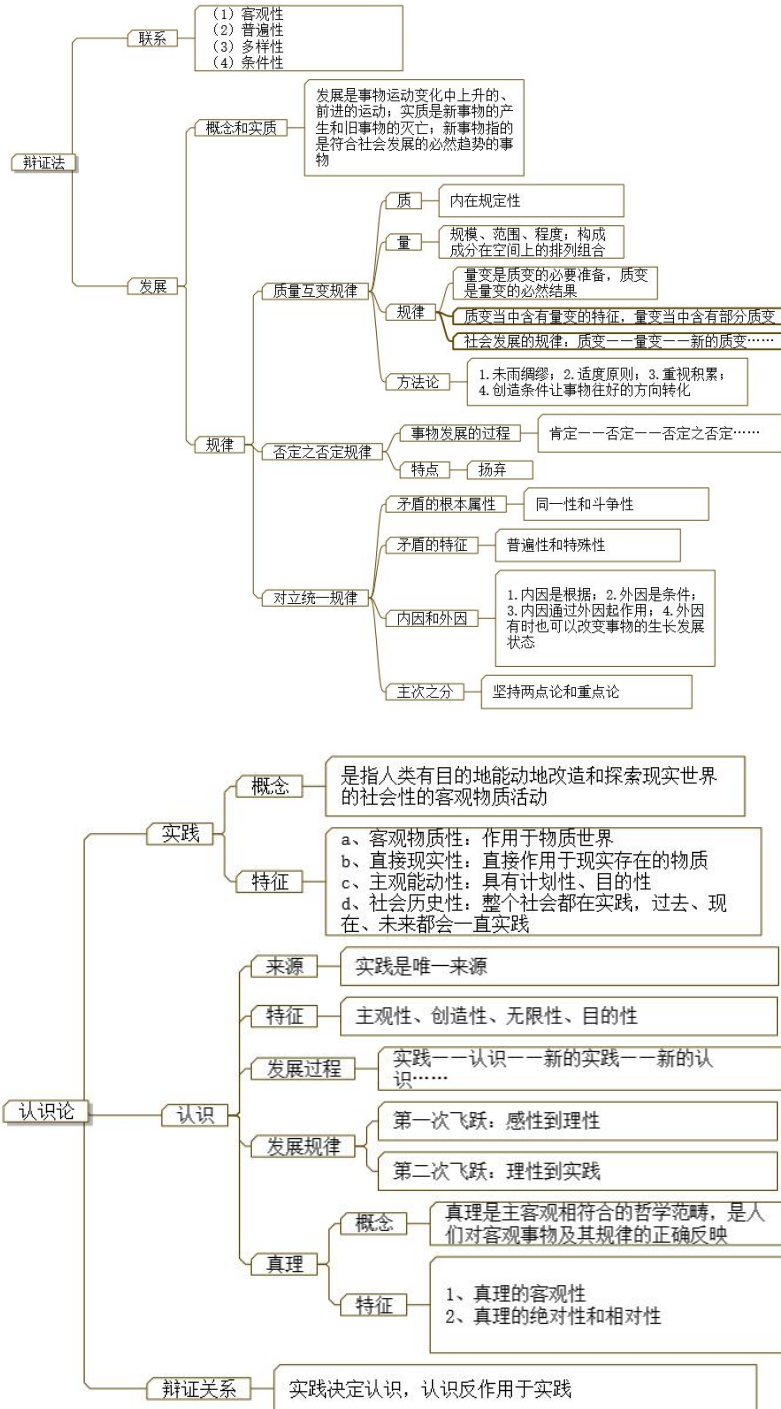 联系
（1）客观性
（2）普遍性
（3）多样性
（4）条件性
辩证法
发展
概念和实质
发展是事物运动变化中上升的、
前进的运动；实质是新事物的产
生和旧事物的灭亡；新事物指的
是符合社会发展的必然趋势的事
物
规律
质量互变规律
质
内在规定性
量
规模、范围、程度；构成
成分在空间上的排列组合
规律
量变是质变的必要准备，质变
是量变的必然结果
质变当中含有量变的特征，量变当中含有部分质变
社会发展的规律：质变——量变——新的质变……
方法论
1.未雨绸缪；2.适度原则；3.重视积累；
4.创造条件让事物往好的方向转化
否定之否定规律
事物发展的过程
肯定——否定——否定之否定……
特点
扬弃
对立统一规律
矛盾的根本属性
同一性和斗争性
矛盾的特征
普遍性和特殊性
内因和外因
1.内因是根据；2.外因是条件；
3.内因通过外因起作用；4.外因
有时也可以改变事物的生长发展
状态
主次之分
坚持两点论和重点论
认识论
实践
概念
是指人类有目的地能动地改造和探索现实世界
的社会性的客观物质活动
特征
a、客观物质性：作用于物质世界
b、直接现实性：直接作用于现实存在的物质
c、主观能动性：具有计划性、目的性
d、社会历史性：整个社会都在实践，过去、现
在、未来都会一直实践
认识
来源
实践是唯一来源
特征
主观性、创造性、无限性、目的性
发展过程
实践——认识——新的实践——新的认
识……
发展规律
第一次飞跃：感性到理性
第二次飞跃：理性到实践
真理
概念
真理是主客观相符合的哲学范畴，是人
们对客观事物及其规律的正确反映
特征
1、真理的客观性
2、真理的绝对性和相对性
辩证关系
实践决定认识，认识反作用于实践